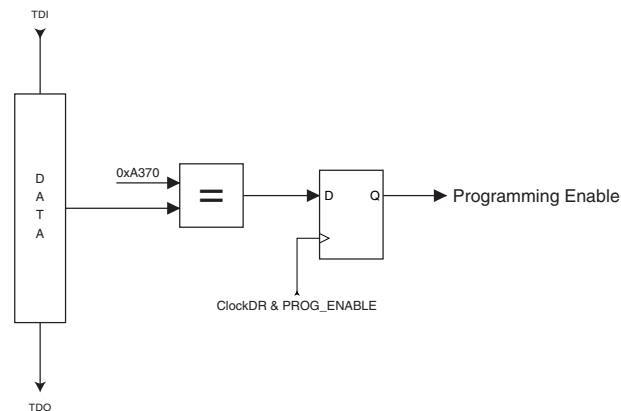 TDI
D
A
T
A
0xA370
=
D
Q
Programming Enable
ClockDR & PROG_ENABLE
TDO